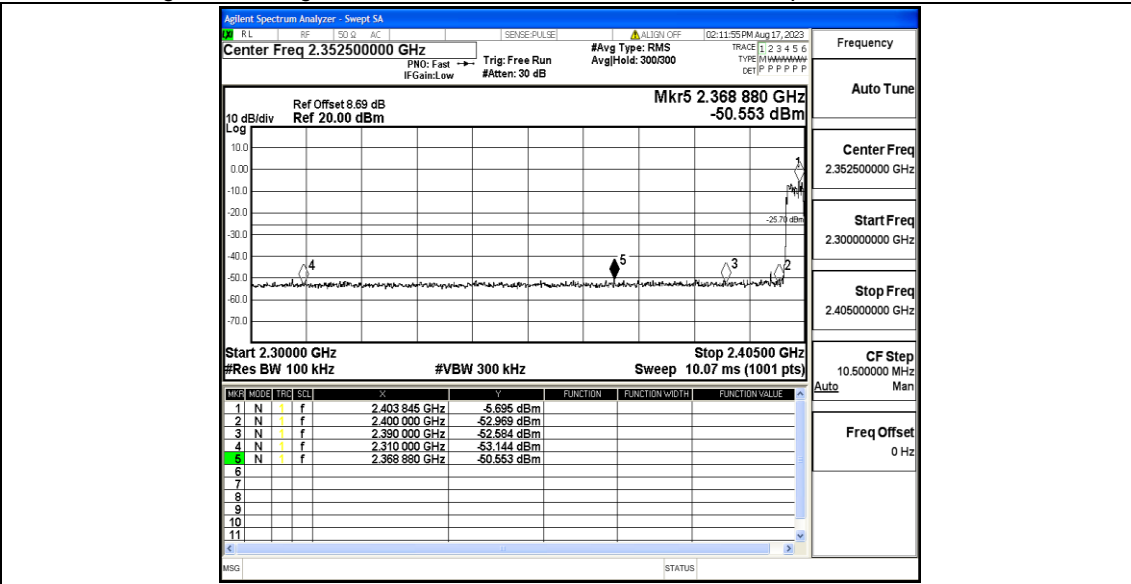 Agilent Spectrum Analyzer - Swept SA
RL RF 50 Ω AC SENSE:PULSE ALIGN OFF 02:11:55 PM Aug 17, 2023
Center Freq 2.352500000 GHz
PNO: Fast
IFGain:Low
Trig: Free Run
#Atten: 30 dB
#Avg Type: RMS
Avg|Hold: 300/300
TRACE 1 2 3 4 5 6
TYPE M WWWWW
DET P P P P P P
Frequency
Auto Tune
Center Freq
2.352500000 GHz
Start Freq
2.300000000 GHz
Stop Freq
2.405000000 GHz
CF Step
10.500000 MHz
Auto Man
Freq Offset
0 Hz
Mkr5 2.368 880 GHz
-50.553 dBm
Ref Offset 8.69 dB
10 dB/div Ref 20.00 dBm
Log
10.0
0.00
-10.0
-20.0
-30.0
-40.0
-50.0
-60.0
-70.0
1
-25.70 dBm
4
5
3
2
Start 2.30000 GHz Stop 2.40500 GHz
#Res BW 100 kHz #VBW 300 kHz Sweep 10.07 ms (1001 pts)
MKR MODE TRC SCL X Y FUNCTION FUNCTION WIDTH FUNCTION VALUE
1 N 1 f 2.403 845 GHz -5.695 dBm
2 N 1 f 2.400 000 GHz -52.969 dBm
3 N 1 f 2.390 000 GHz -52.584 dBm
4 N 1 f 2.310 000 GHz -53.144 dBm
5 N 1 f 2.368 880 GHz -50.553 dBm
6
7
8
9
10
11
MSG STATUS